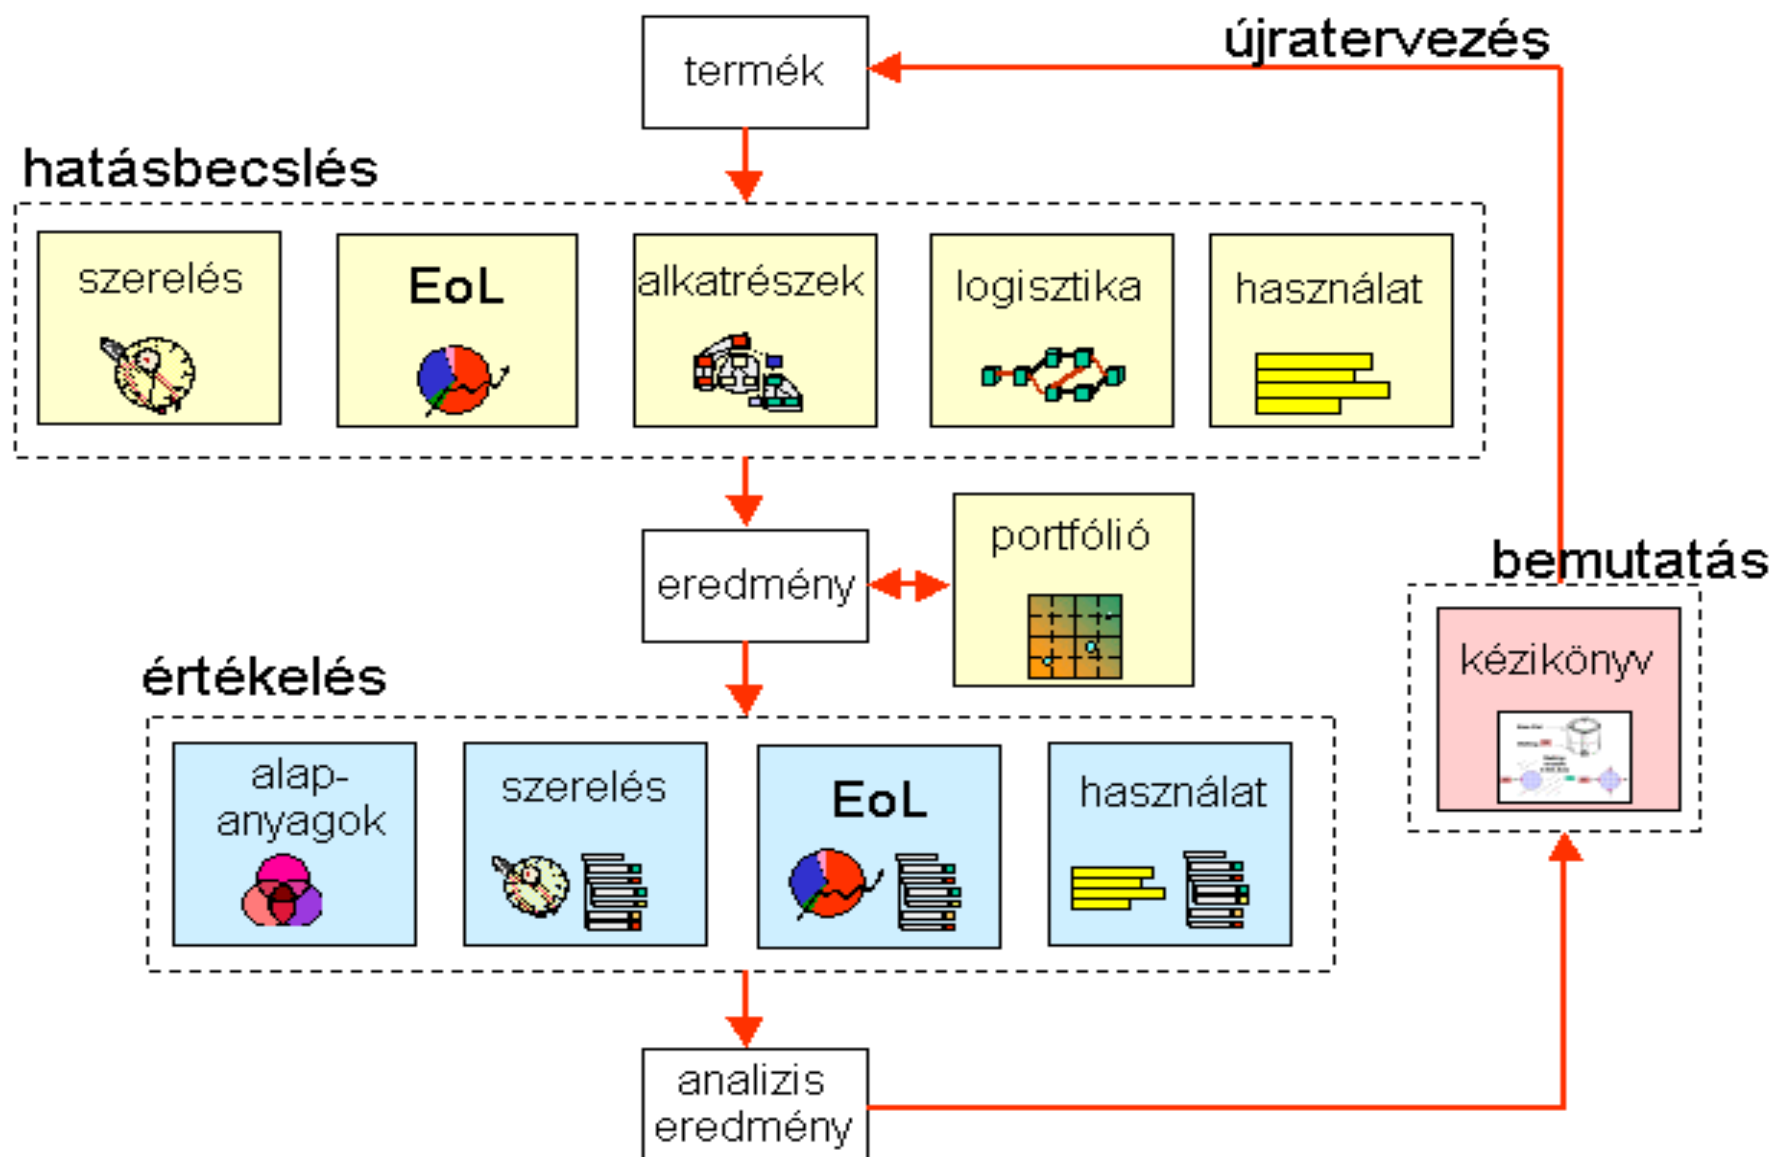 újratervezés
termék
hatásbecslés
szerelés
EoL
alkatrészek
logisztika
használat
portfólió
eredmény
bemutatás
kézikönyv
értékelés
alap-
anyagok
szerelés
EoL
használat
analizis
eredmény